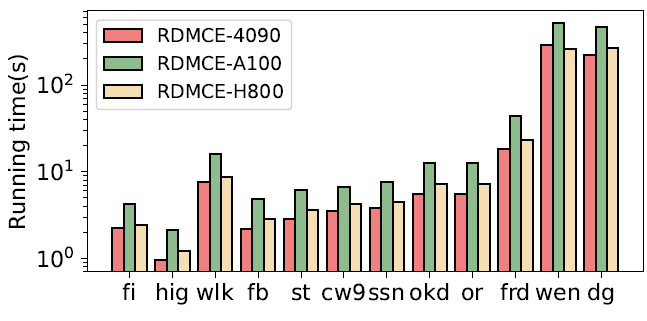 Running time(s)
RDMCE-4090
RDMCE-A100
RDMCE-H800
10²
10¹
10⁰
fi hig wlk fb st cw9 ssn okd or frd wen dg